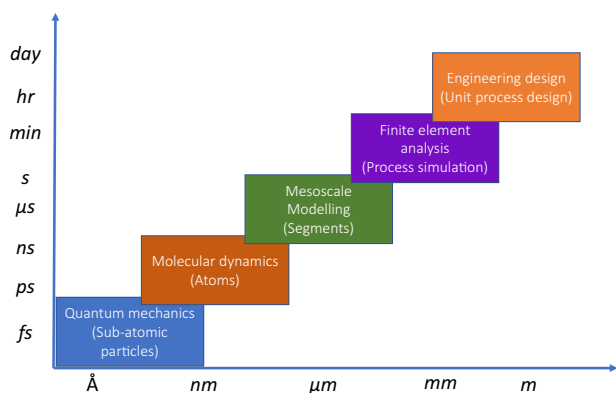 day
hr
min
s
μs
ns
ps
fs
Engineering design
(Unit process design)
Finite element
analysis
(Process simulation)
Mesoscale
Modelling
(Segments)
Molecular dynamics
(Atoms)
Quantum mechanics
(Sub-atomic
particles)
Å nm μm mm m